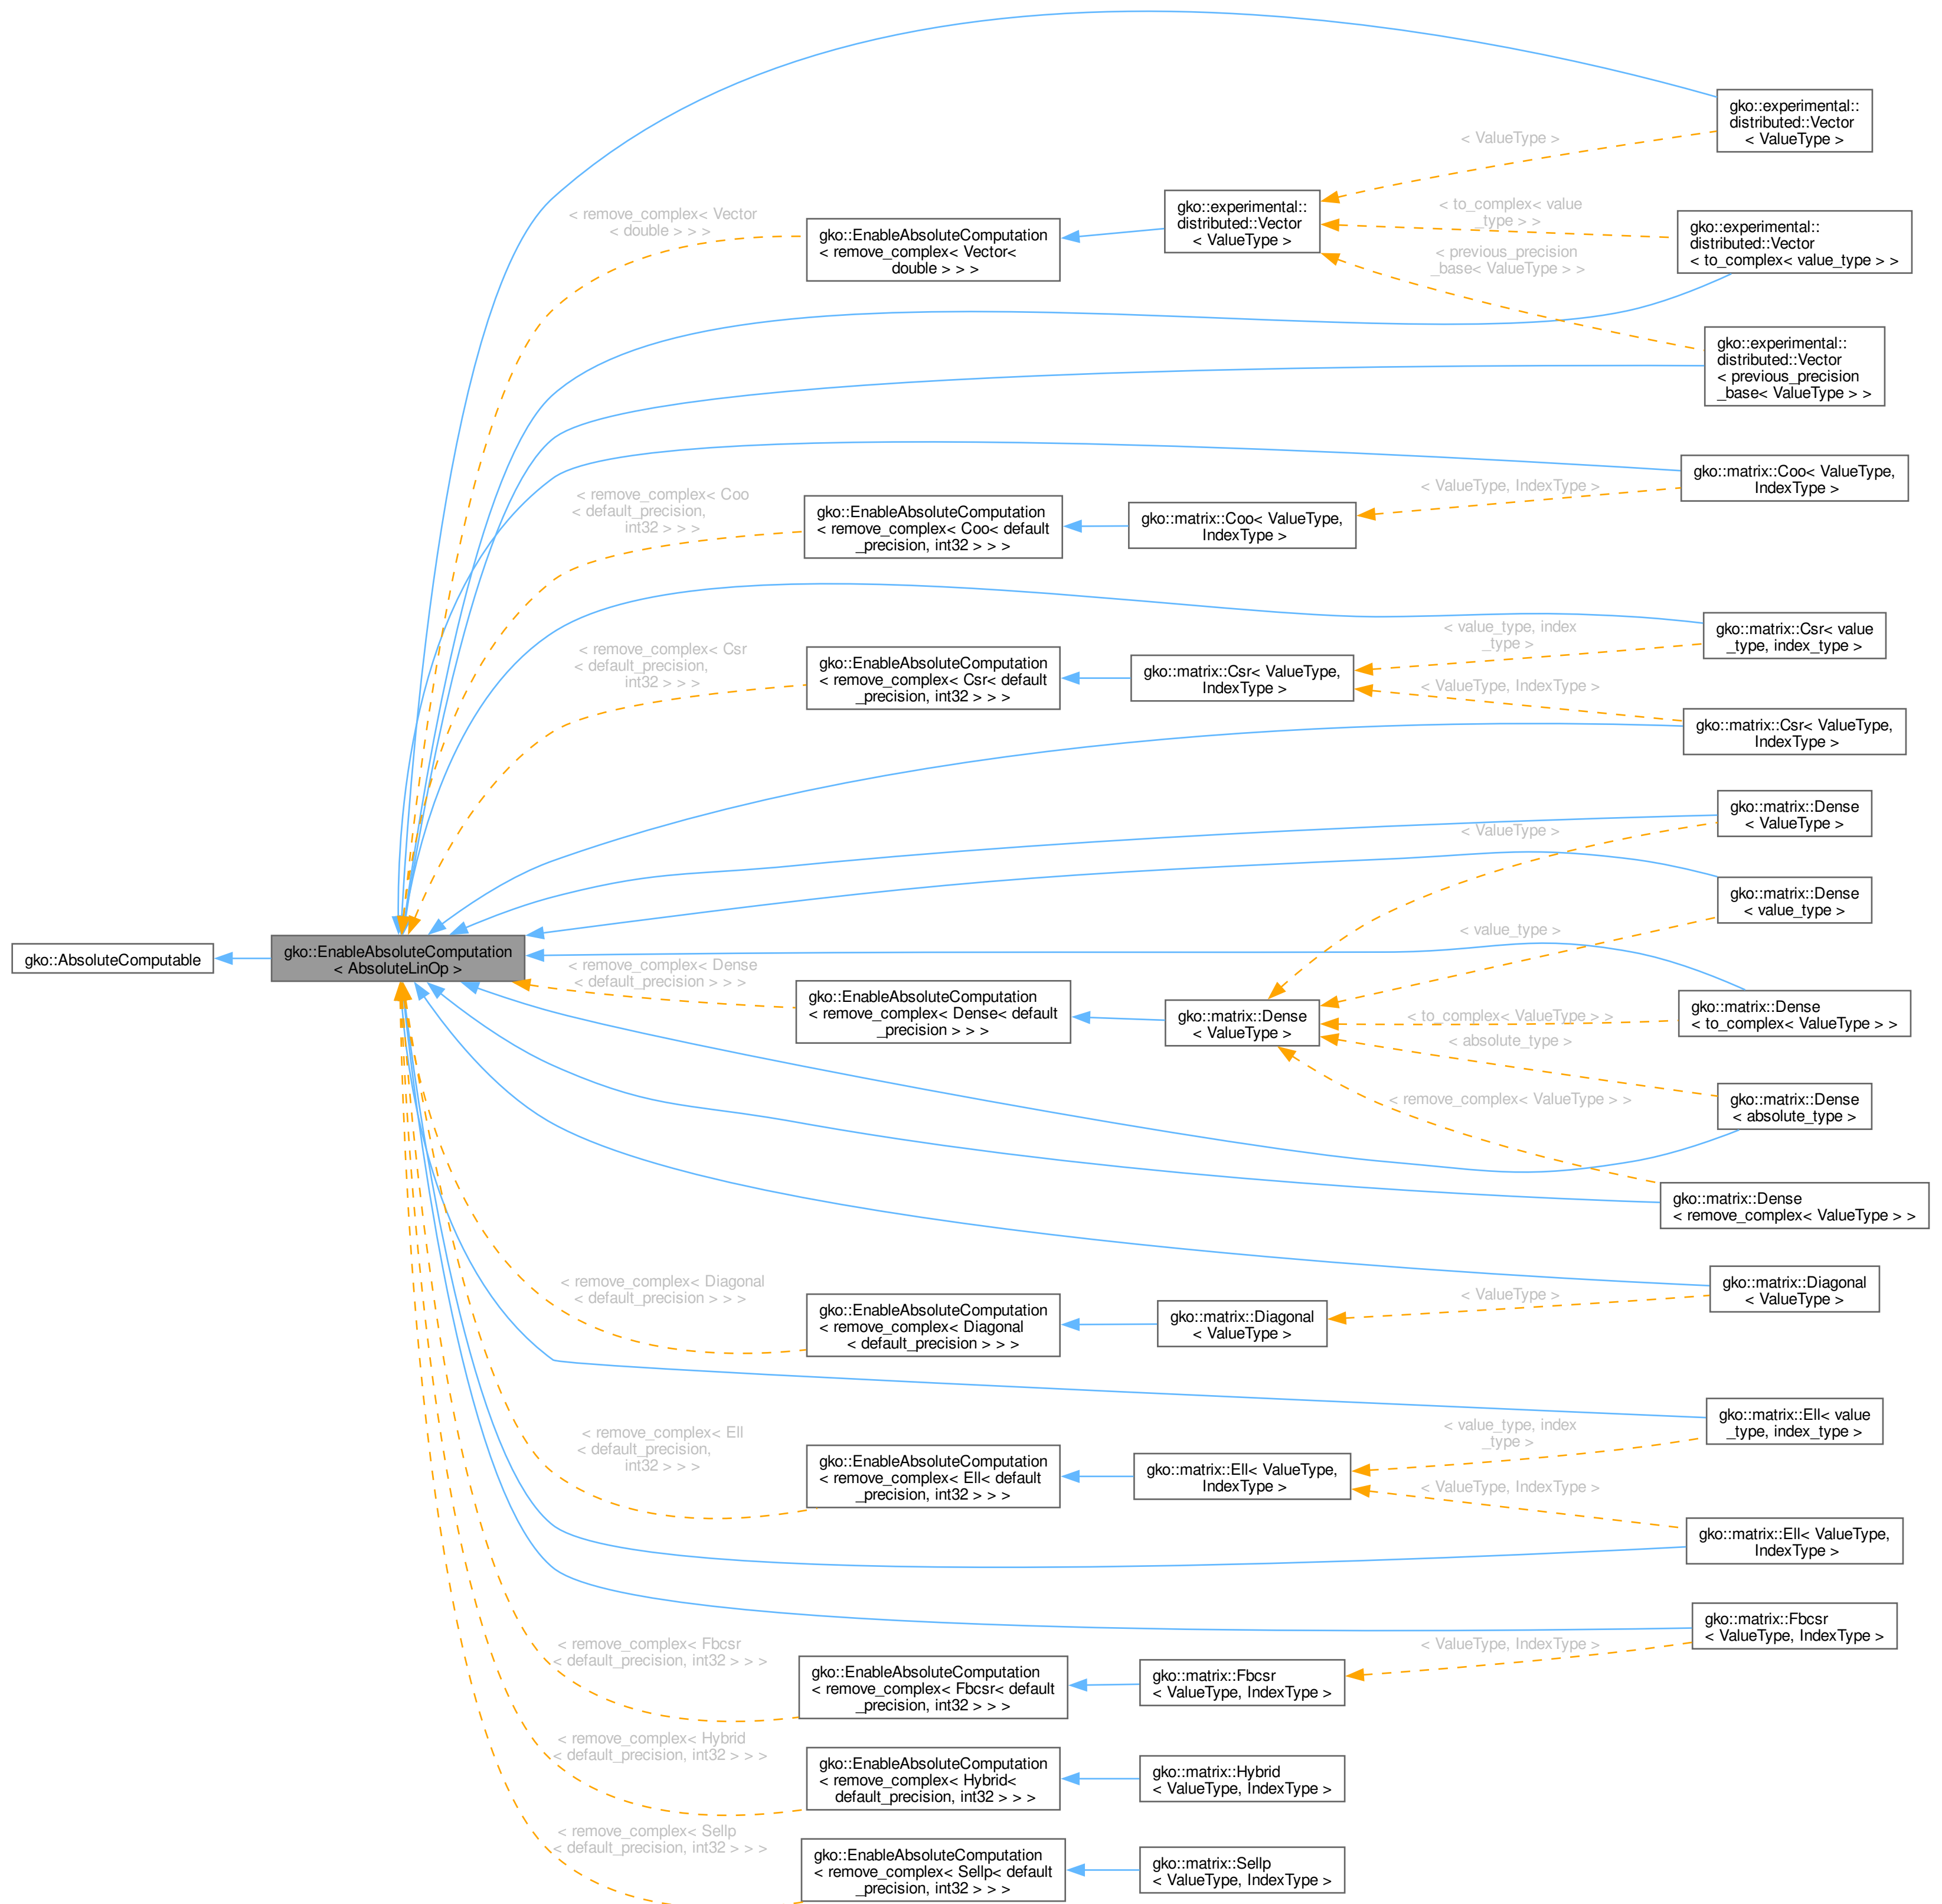 gko::AbsoluteComputable
gko::EnableAbsoluteComputation
< AbsoluteLinOp >
< remove_complex< Vector
< double > > >
gko::EnableAbsoluteComputation
< remove_complex< Vector<
double > > >
gko::experimental::
distributed::Vector
< ValueType >
< ValueType >
gko::experimental::
distributed::Vector
< ValueType >
< to_complex< value
_type > >
gko::experimental::
distributed::Vector
< to_complex< value_type > >
< previous_precision
_base< ValueType > >
gko::experimental::
distributed::Vector
< previous_precision
_base< ValueType > >
< remove_complex< Coo
< default_precision,
int32 > > >
gko::EnableAbsoluteComputation
< remove_complex< Coo< default
_precision, int32 > > >
gko::matrix::Coo< ValueType,
IndexType >
< ValueType, IndexType >
gko::matrix::Coo< ValueType,
IndexType >
< remove_complex< Csr
< default_precision,
int32 > > >
gko::EnableAbsoluteComputation
< remove_complex< Csr< default
_precision, int32 > > >
gko::matrix::Csr< ValueType,
IndexType >
< value_type, index
_type >
gko::matrix::Csr< value
_type, index_type >
< ValueType, IndexType >
gko::matrix::Csr< ValueType,
IndexType >
< remove_complex< Dense
< default_precision > > >
gko::EnableAbsoluteComputation
< remove_complex< Dense< default
_precision > > >
gko::matrix::Dense
< ValueType >
< ValueType >
gko::matrix::Dense
< ValueType >
< value_type >
gko::matrix::Dense
< value_type >
< to_complex< ValueType > >
gko::matrix::Dense
< to_complex< ValueType > >
< absolute_type >
gko::matrix::Dense
< absolute_type >
< remove_complex< ValueType > >
gko::matrix::Dense
< remove_complex< ValueType > >
< remove_complex< Diagonal
< default_precision > > >
gko::EnableAbsoluteComputation
< remove_complex< Diagonal
< default_precision > > >
gko::matrix::Diagonal
< ValueType >
< ValueType >
gko::matrix::Diagonal
< ValueType >
< remove_complex< Ell
< default_precision,
int32 > > >
gko::EnableAbsoluteComputation
< remove_complex< Ell< default
_precision, int32 > > >
gko::matrix::Ell< ValueType,
IndexType >
< value_type, index
_type >
gko::matrix::Ell< value
_type, index_type >
< ValueType, IndexType >
gko::matrix::Ell< ValueType,
IndexType >
< remove_complex< Fbcsr
< default_precision, int32 > > >
gko::EnableAbsoluteComputation
< remove_complex< Fbcsr< default
_precision, int32 > > >
gko::matrix::Fbcsr
< ValueType, IndexType >
< ValueType, IndexType >
gko::matrix::Fbcsr
< ValueType, IndexType >
< remove_complex< Hybrid
< default_precision, int32 > > >
gko::EnableAbsoluteComputation
< remove_complex< Hybrid<
default_precision, int32 > > >
gko::matrix::Hybrid
< ValueType, IndexType >
< remove_complex< Sellp
< default_precision, int32 > > >
gko::EnableAbsoluteComputation
< remove_complex< Sellp< default
_precision, int32 > > >
gko::matrix::Sellp
< ValueType, IndexType >